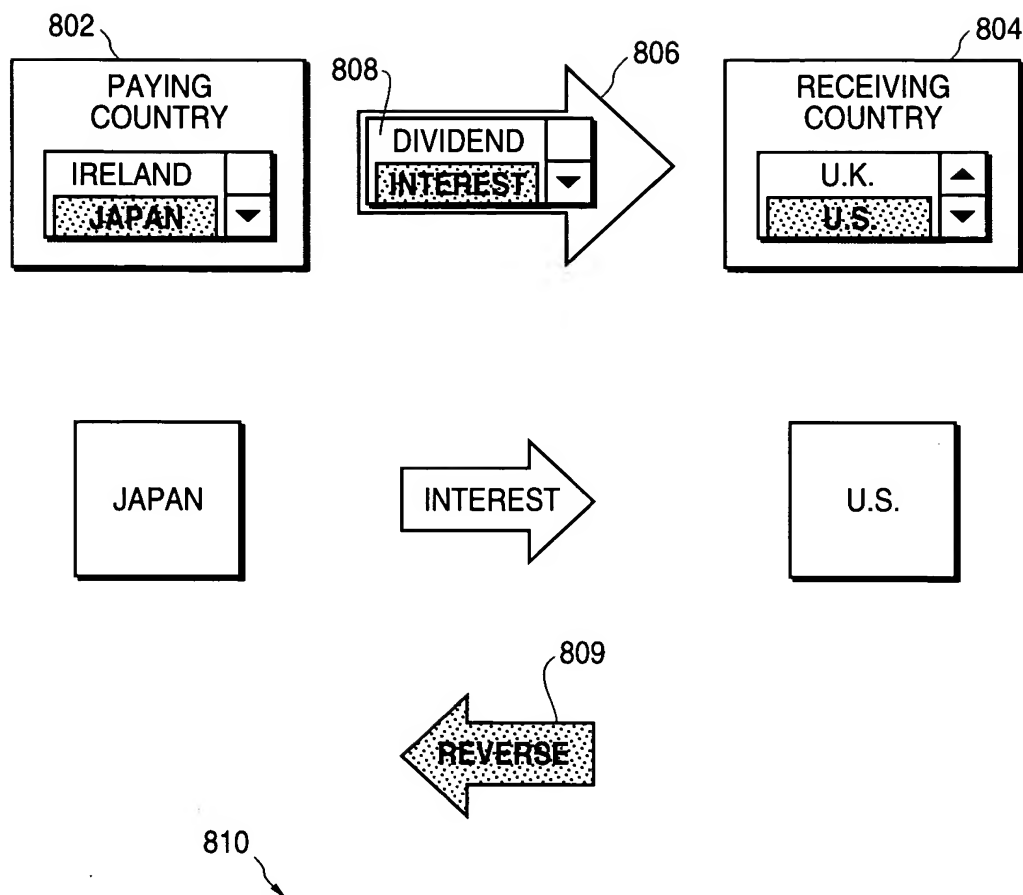 802
804
806
808
PAYING
COUNTRY
IRELAND
JAPAN
DIVIDEND
INTEREST
RECEIVING
COUNTRY
U.K.
U.S.
JAPAN
INTEREST
U.S.
809
REVERSE
810